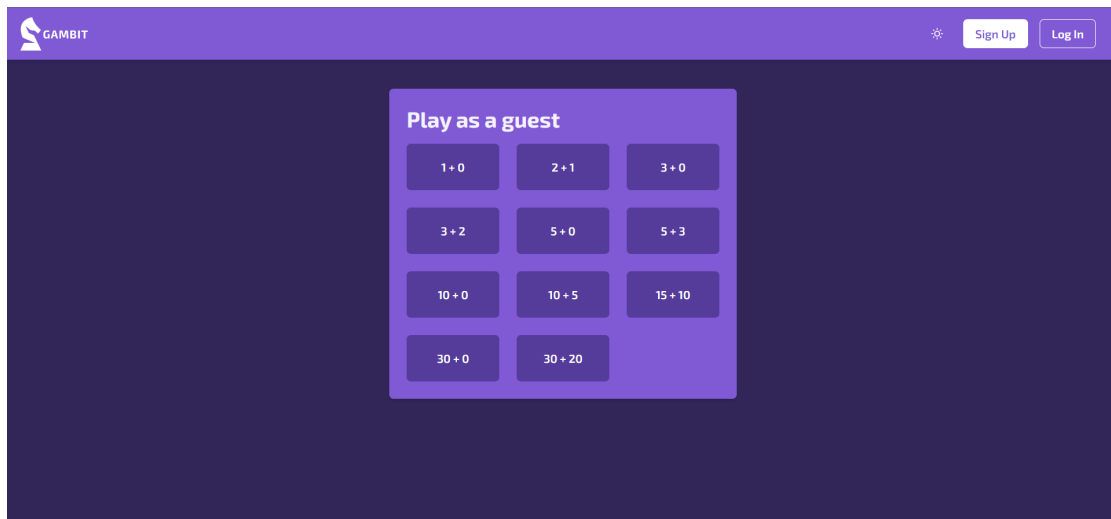 GAMBIT
Sign Up
Log In
Play as a guest
1 + 0
2 + 1
3 + 0
3 + 2
5 + 0
5 + 3
10 + 0
10 + 5
15 + 10
30 + 0
30 + 20